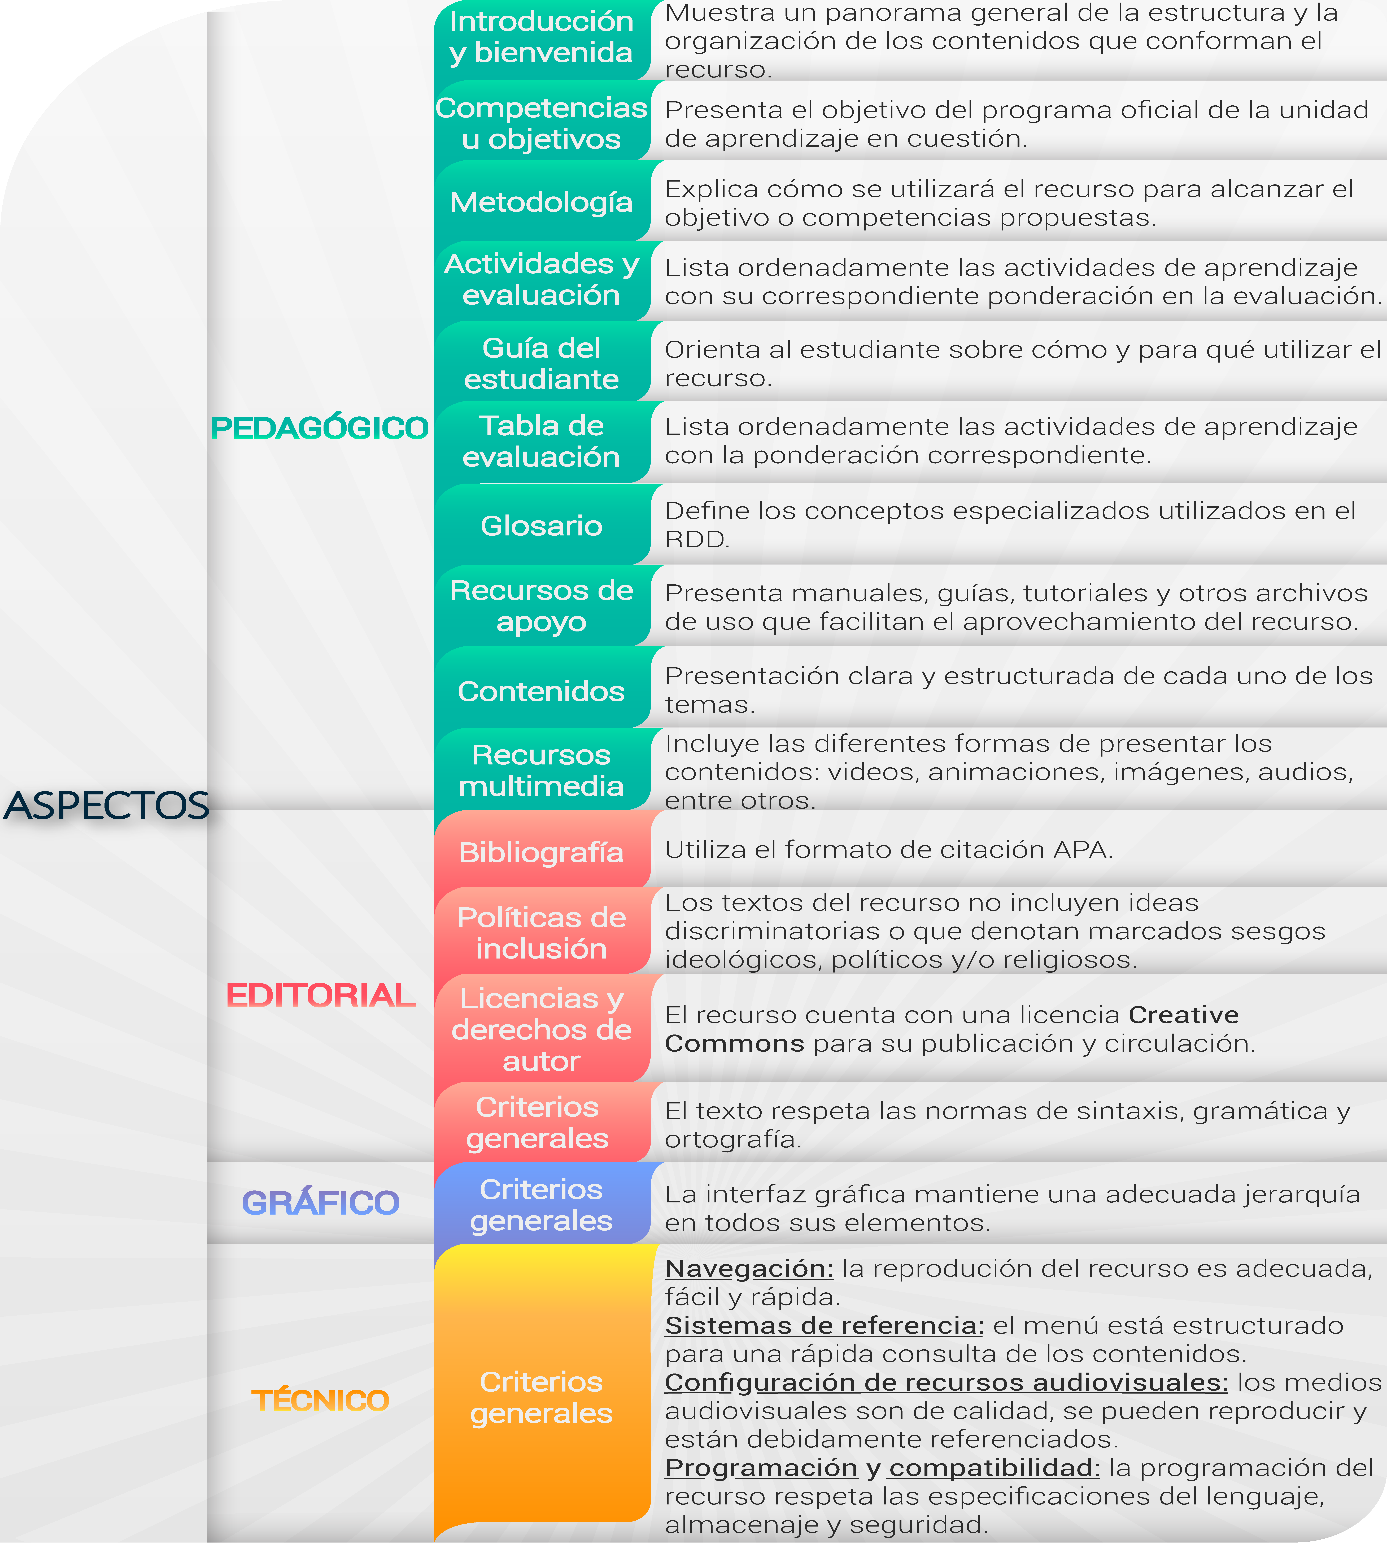 ASPECTOS
PEDAGÓGICO
Introducción
y bienvenida
Muestra un panorama general de la estructura y la
organización de los contenidos que conforman el
recurso.
Competencias
u objetivos
Presenta el objetivo del programa oficial de la unidad
de aprendizaje en cuestión.
Metodología
Explica cómo se utilizará el recurso para alcanzar el
objetivo o competencias propuestas.
Actividades y
evaluación
Lista ordenadamente las actividades de aprendizaje
con su correspondiente ponderación en la evaluación.
Guía del
estudiante
Orienta al estudiante sobre cómo y para qué utilizar el
recurso.
Tabla de
evaluación
Lista ordenadamente las actividades de aprendizaje
con la ponderación correspondiente.
Glosario
Define los conceptos especializados utilizados en el
RDD.
Recursos de
apoyo
Presenta manuales, guías, tutoriales y otros archivos
de uso que facilitan el aprovechamiento del recurso.
Contenidos
Presentación clara y estructurada de cada uno de los
temas.
Recursos
multimedia
Incluye las diferentes formas de presentar los
contenidos: videos, animaciones, imágenes, audios,
entre otros.
EDITORIAL
Bibliografía
Utiliza el formato de citación APA.
Políticas de
inclusión
Los textos del recurso no incluyen ideas
discriminatorias o que denotan marcados sesgos
ideológicos, políticos y/o religiosos.
Licencias y
derechos de
autor
El recurso cuenta con una licencia Creative
Commons para su publicación y circulación.
Criterios
generales
El texto respeta las normas de sintaxis, gramática y
ortografía.
GRÁFICO
Criterios
generales
La interfaz gráfica mantiene una adecuada jerarquía
en todos sus elementos.
TÉCNICO
Criterios
generales
Navegación: la reprodución del recurso es adecuada,
fácil y rápida.
Sistemas de referencia: el menú está estructurado
para una rápida consulta de los contenidos.
Configuración de recursos audiovisuales: los medios
audiovisuales son de calidad, se pueden reproducir y
están debidamente referenciados.
Programación y compatibilidad: la programación del
recurso respeta las especificaciones del lenguaje,
almacenaje y seguridad.